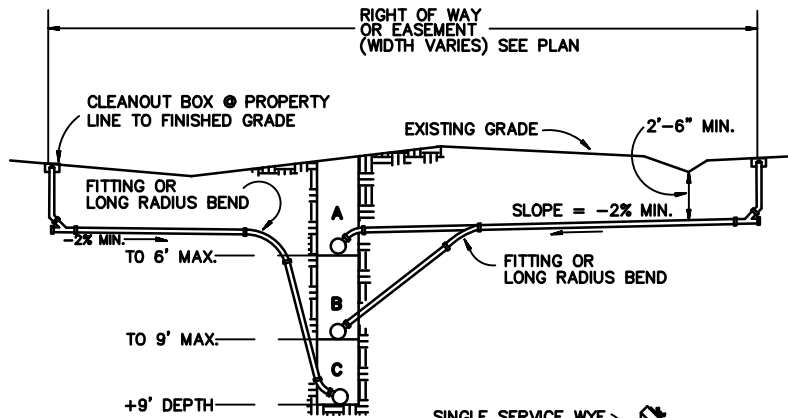 RIGHT OF WAY
OR EASEMENT
(WIDTH VARIES) SEE PLAN
CLEANOUT BOX @ PROPERTY
LINE TO FINISHED GRADE
EXISTING GRADE
2'-6" MIN.
FITTING OR
LONG RADIUS BEND
A
SLOPE = -2% MIN.
-2% MIN.
TO 6' MAX.
FITTING OR
LONG RADIUS BEND
B
TO 9' MAX.
C
+9' DEPTH
SINGLE SERVICE WYE